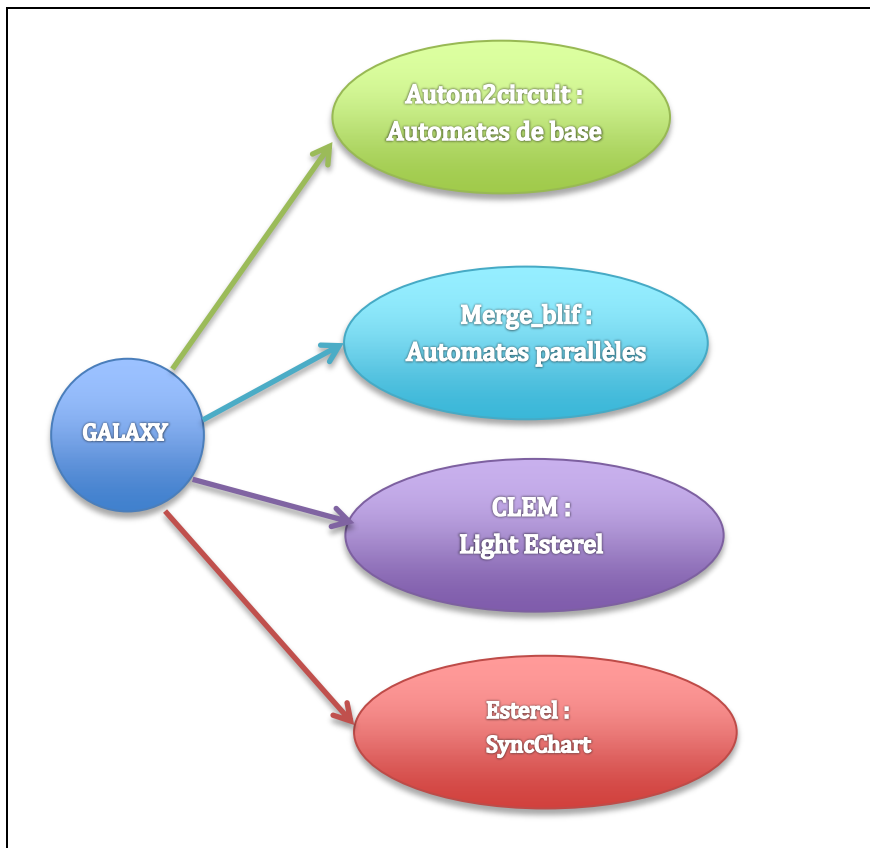 Autom2circuit :
Automates de base
Merge_blif :
Automates parallèles
GALAXY
CLEM :
Light Esterel
Esterel :
SyncChart